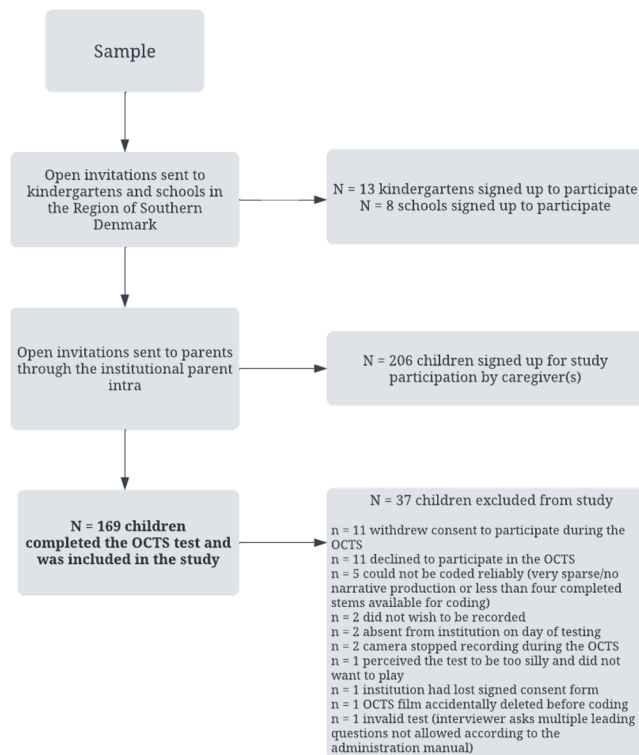 Sample
Open invitations sent to
kindergartens and schools in
the Region of Southern
Denmark
N = 13 kindergartens signed up to participate
N = 8 schools signed up to participate
Open invitations sent to parents
through the institutional parent
intra
N = 206 children signed up for study
participation by caregiver(s)
N = 169 children
completed the OCTS test and
was included in the study
N = 37 children excluded from study
n = 11 withdrew consent to participate during the
OCTS
n = 11 declined to participate in the OCTS
n = 5 could not be coded reliably (very sparse/no
narrative production or less than four completed
stems available for coding)
n = 2 did not wish to be recorded
n = 2 absent from institution on day of testing
n = 2 camera stopped recording during the OCTS
n = 1 perceived the test to be too silly and did not
want to play
n = 1 institution had lost signed consent form
n = 1 OCTS film accidentally deleted before coding
n = 1 invalid test (interviewer asks multiple leading
questions not allowed according to the
administration manual)